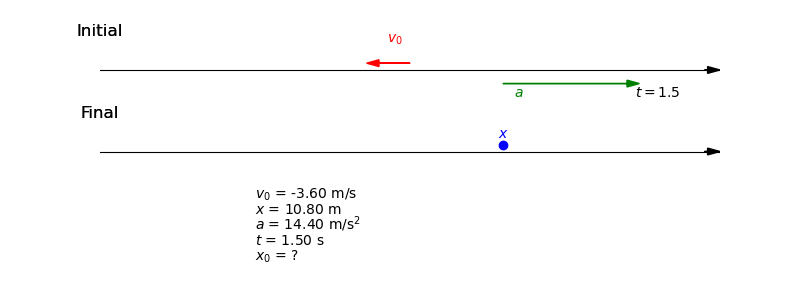 Initial
v₀
a
t = 1.5
Final
x
v₀ = -3.60 m/s
x = 10.80 m
a = 14.40 m/s²
t = 1.50 s
x₀ = ?